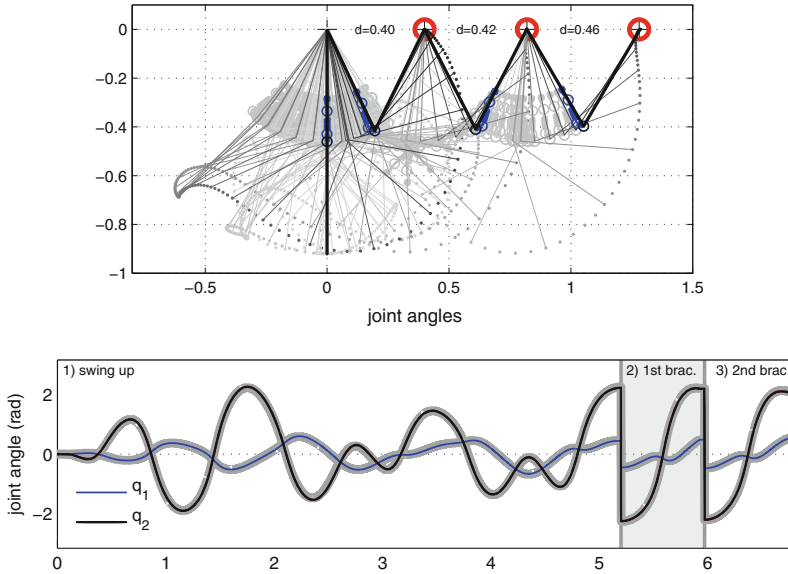 0
d=0.40
d=0.42
d=0.46
−0.2
−0.4
−0.6
−0.8
−1
−0.5
0
0.5
1
1.5
joint angles
1) swing up
2) 1st brac.
3) 2nd brac
joint angle (rad)
2
0
−2
q1
q2
0
1
2
3
4
5
6